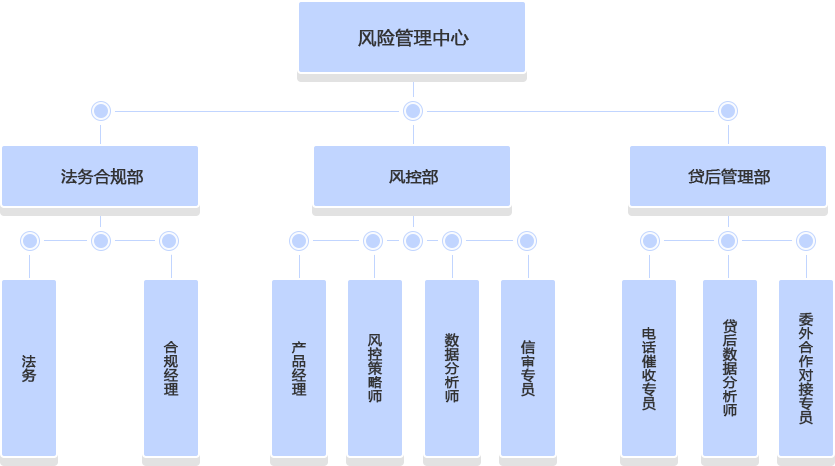 风险管理中心
法务合规部
风控部
贷后管理部
法务
合规经理
产品经理
风控策略师
数据分析师
信审专员
电话催收专员
贷后数据分析师
委外合作对接专员